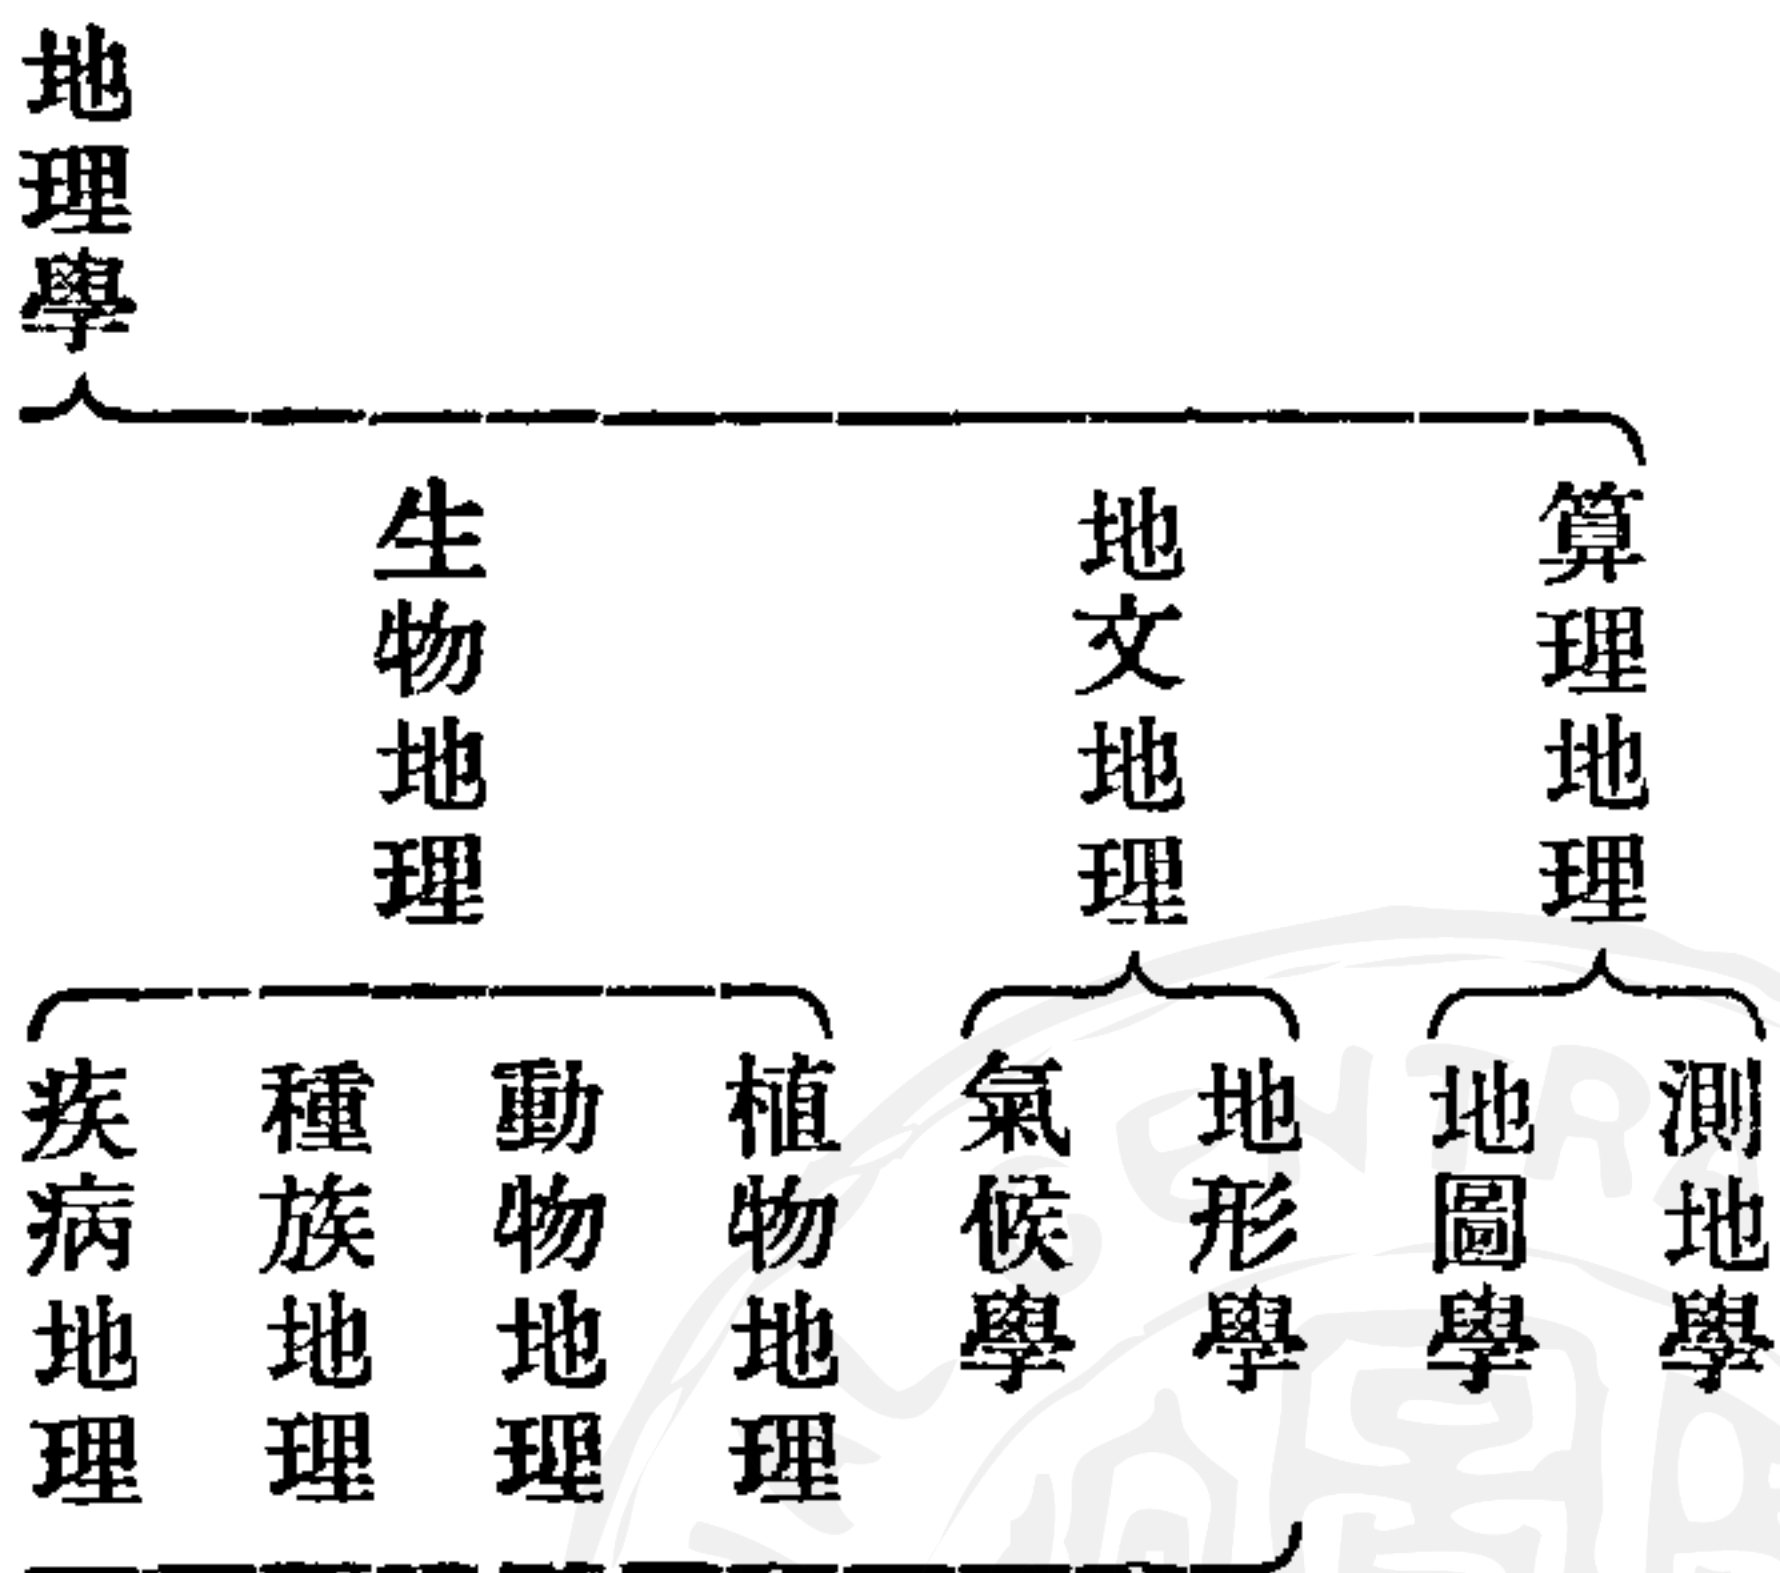 地理學
算理地理
地文地理
生物地理
測地學
地圖學
地形學
氣候學
植物地理
動物地理
種族地理
疾病地理